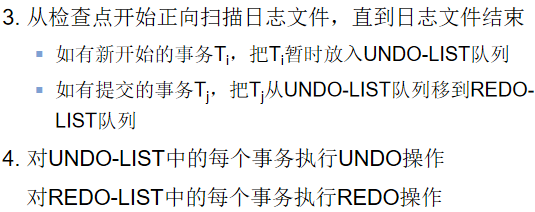 3. 从检查点开始正向扫描日志文件，直到日志文件结束
如有新开始的事务Ti，把Ti暂时放入UNDO-LIST队列
如有提交的事务Tj，把Tj从UNDO-LIST队列移到REDO-
LIST队列
4. 对UNDO-LIST中的每个事务执行UNDO操作
对REDO-LIST中的每个事务执行REDO操作